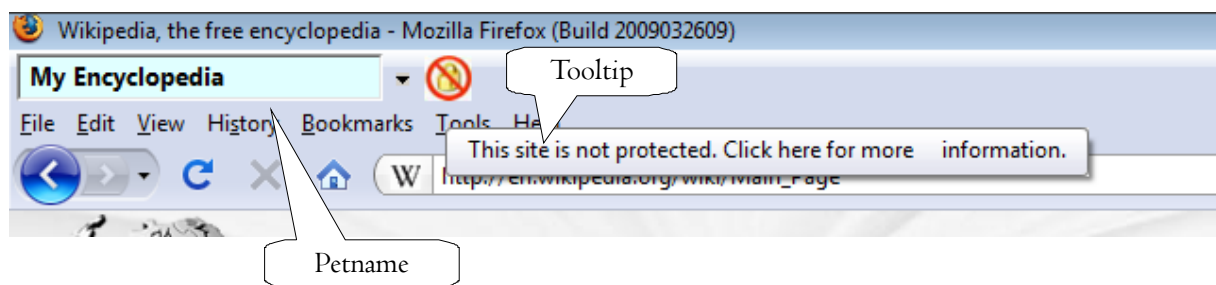 Wikipedia, the free encyclopedia - Mozilla Firefox (Build 2009032609)
My Encyclopedia
Tooltip
File Edit View History Bookmarks Tools Help
This site is not protected. Click here for more information.
W http://en.wikipedia.org/wiki/Main_Page
Petname